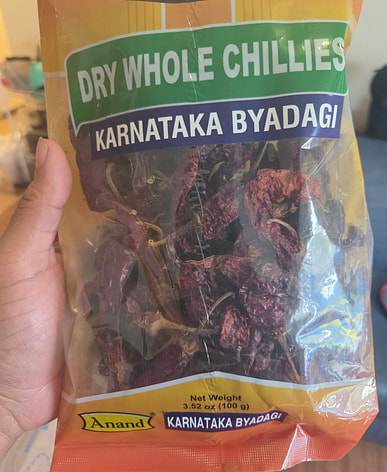 DRY WHOLE CHILLIES
KARNATAKA BYADAGI
Net Weight
3.52 oz (100 g)
Anand
KARNATAKA BYADAGI